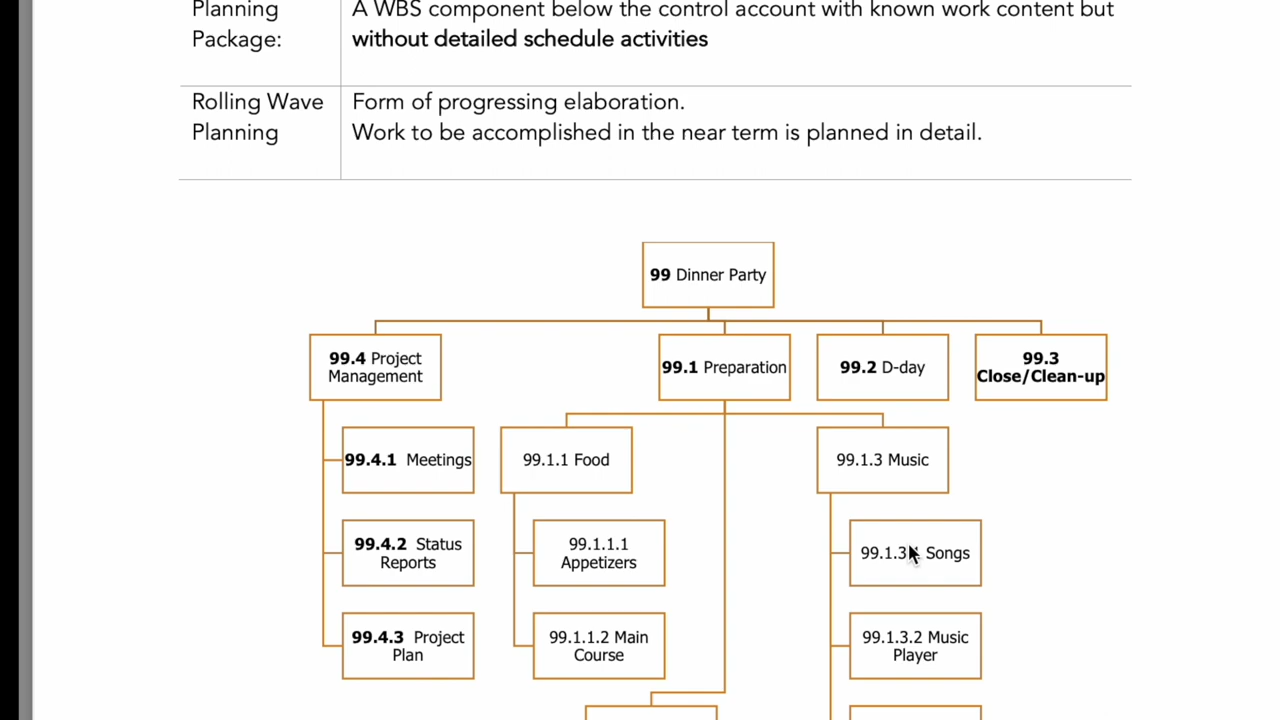 Planning
Package:
A WBS component below the control account with known work content but
without detailed schedule activities
Rolling Wave
Planning
Form of progressing elaboration.
Work to be accomplished in the near term is planned in detail.
99 Dinner Party
99.4 Project
Management
99.1 Preparation
99.2 D-day
99.3
Close/Clean-up
99.4.1 Meetings
99.1.1 Food
99.1.3 Music
99.4.2 Status
Reports
99.1.1.1
Appetizers
Songs
99.4.3 Project
Plan
99.1.1.2 Main
Course
99.1.3.2 Music
Player